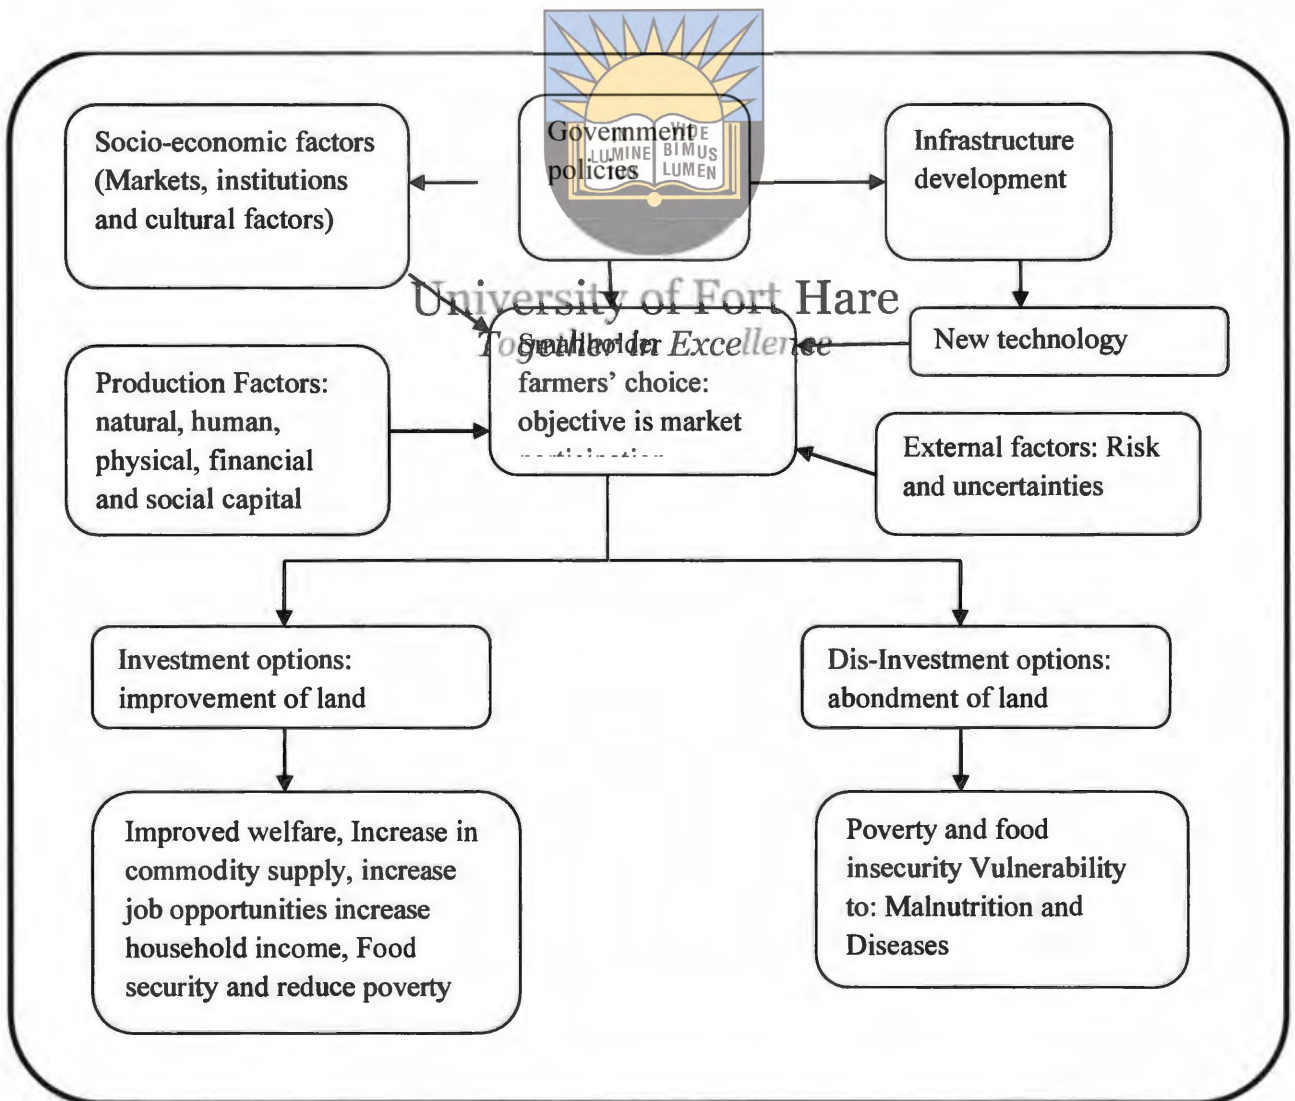 Socio-economic factors
(Markets, institutions
and cultural factors)
Government
policies
IN VIDE
LUMINE BIMUS
TUO LUMEN
Infrastructure
development
University of Fort Hare
Together in Excellence
New technology
Production Factors:
natural, human,
physical, financial
and social capital
Smallholder
farmers’ choice:
objective is market
External factors: Risk
and uncertainties
Investment options:
improvement of land
Dis-Investment options:
abondment of land
Improved welfare, Increase in
commodity supply, increase
job opportunities increase
household income, Food
security and reduce poverty
Poverty and food
insecurity Vulnerability
to: Malnutrition and
Diseases